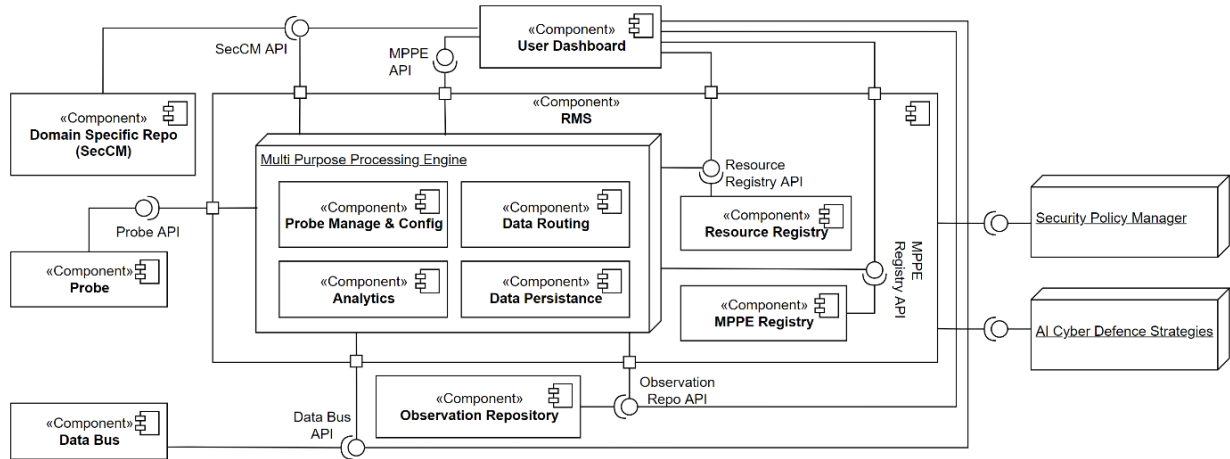 «Component»
User Dashboard
SecCM API
MPPE
API
«Component»
Domain Specific Repo
(SecCM)
«Component»
RMS
Multi Purpose Processing Engine
«Component»
Probe Manage & Config
«Component»
Data Routing
«Component»
Analytics
«Component»
Data Persistance
Resource
Registry API
«Component»
Resource Registry
MPPE
Registry API
«Component»
MPPE Registry
Probe API
«Component»
Probe
Security Policy Manager
AI Cyber Defence Strategies
«Component»
Observation Repository
Observation
Repo API
Data Bus
API
«Component»
Data Bus